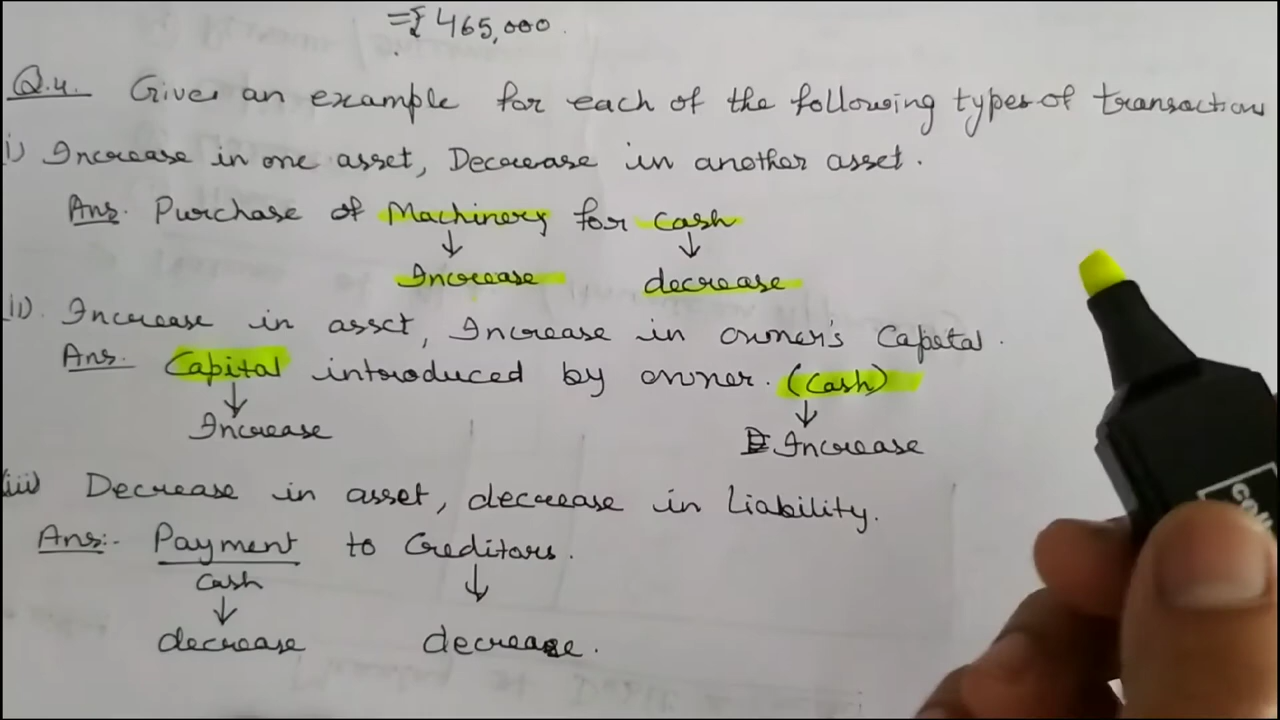 =₹ 465,000.
Q.4. Given an example for each of the following types of transaction
i) Increase in one asset, Decrease in another asset.
Ans. Purchase of Machinery for cash
↓ ↓
Increase decrease
ii). Increase in asset, Increase in owner's Capital.
Ans. Capital introduced by owner. (Cash)
↓ ↓
Increase Increase
(iii) Decrease in asset, decrease in Liability.
Ans:- Payment to Creditors.
Cash ↓
↓
decrease decrease.